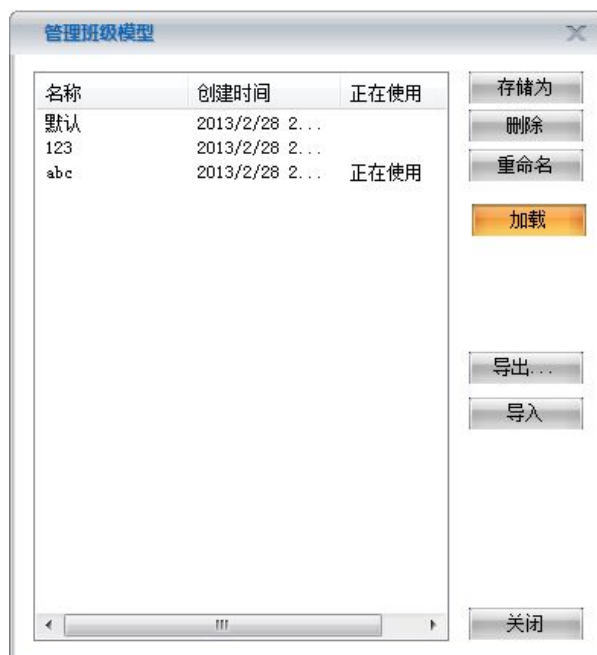 管理班级模型
名称 创建时间 正在使用
默认 2013/2/28 2...
123 2013/2/28 2...
abc 2013/2/28 2... 正在使用
存储为
删除
重命名
加载
导出...
导入
关闭